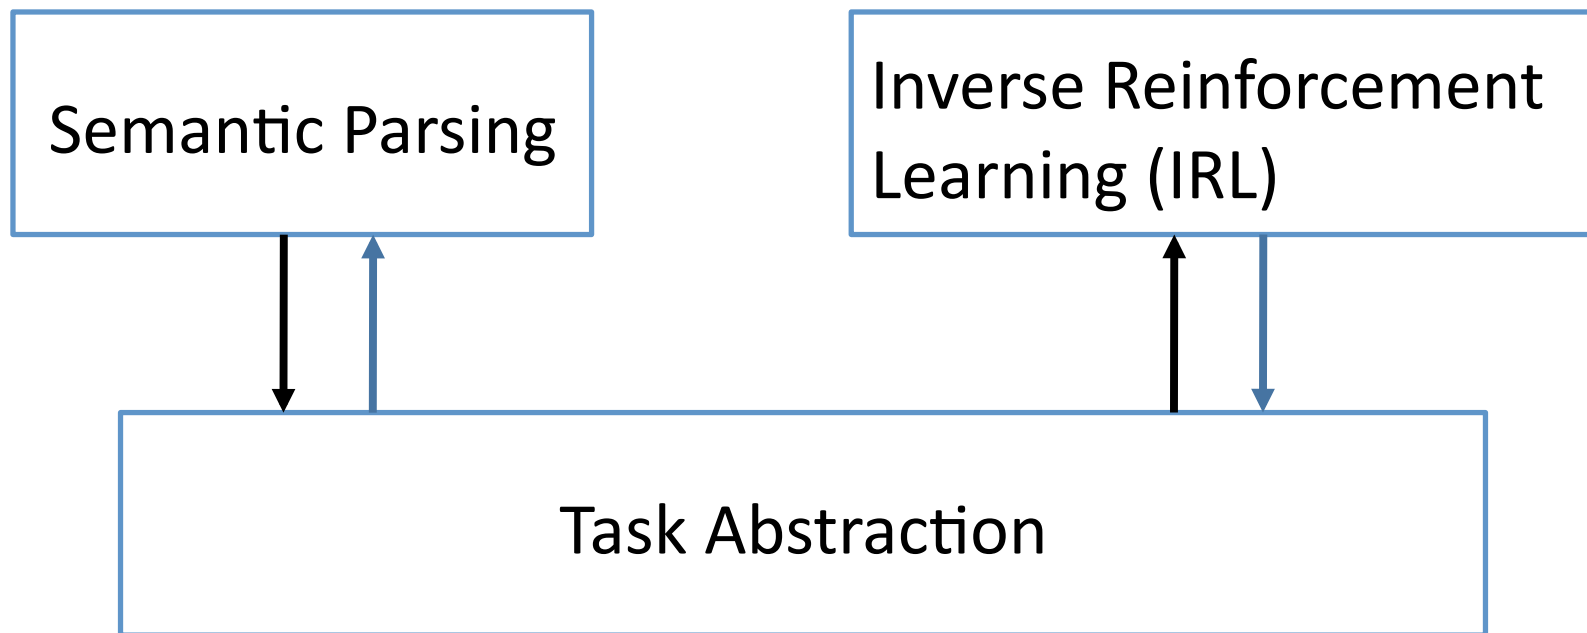 Semantic Parsing
Inverse Reinforcement
Learning (IRL)
Task Abstraction